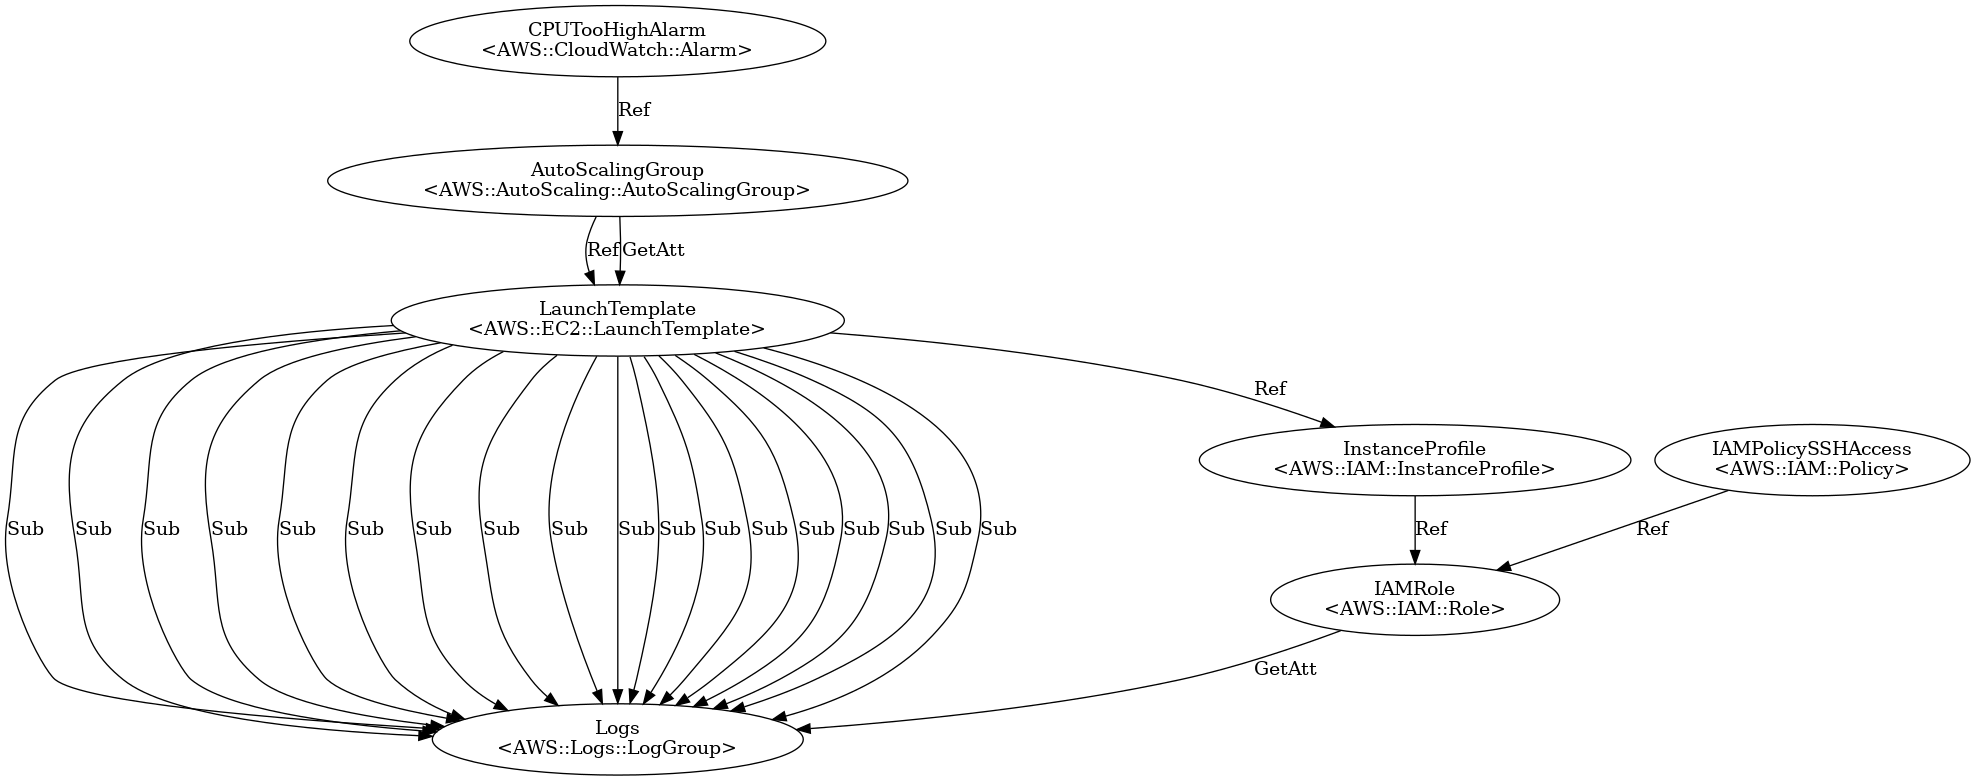 CPUTooHighAlarm
<AWS::CloudWatch::Alarm>
Ref
AutoScalingGroup
<AWS::AutoScaling::AutoScalingGroup>
Ref GetAtt
LaunchTemplate
<AWS::EC2::LaunchTemplate>
Ref
InstanceProfile
<AWS::IAM::InstanceProfile>
IAMPolicySSHAccess
<AWS::IAM::Policy>
Sub Sub Sub Sub Sub Sub Sub Sub Sub Sub Sub Sub Sub Sub Sub Sub Sub Sub Ref Ref
IAMRole
<AWS::IAM::Role>
GetAtt
Logs
<AWS::Logs::LogGroup>